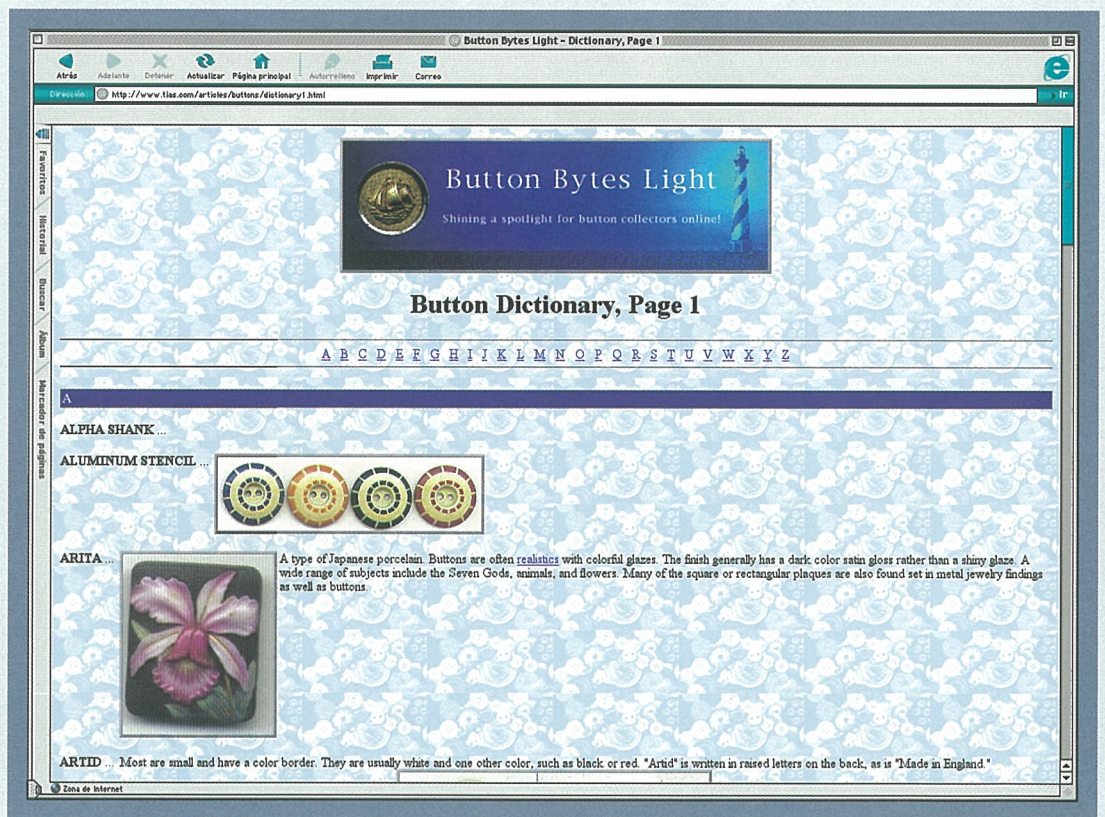 Button Bytes Light - Dictionary, Page 1
Atrás Adelante Detener Actualizar Página principal Autorrelleno Imprimir Correo
Dirección: http://www.tias.com/articles/buttons/dictionary1.html Ir
Favoritos
Historial
Buscar
Álbum
Marcador de páginas
Button Bytes Light
Shining a spotlight for button collectors online!
Button Dictionary, Page 1
A B C D E F G H I J K L M N O P Q R S T U V W X Y Z
A
ALPHA SHANK ...
ALUMINUM STENCIL ...
ARITA ... A type of Japanese porcelain. Buttons are often realistics with colorful glazes. The finish generally has a dark color satin gloss rather than a shiny glaze. A
wide range of subjects include the Seven Gods, animals, and flowers. Many of the square or rectangular plaques are also found set in metal jewelry findings
as well as buttons.
ARTID ... Most are small and have a color border. They are usually white and one other color, such as black or red. "Artid" is written in raised letters on the back, as is "Made in England."
Zona de Internet